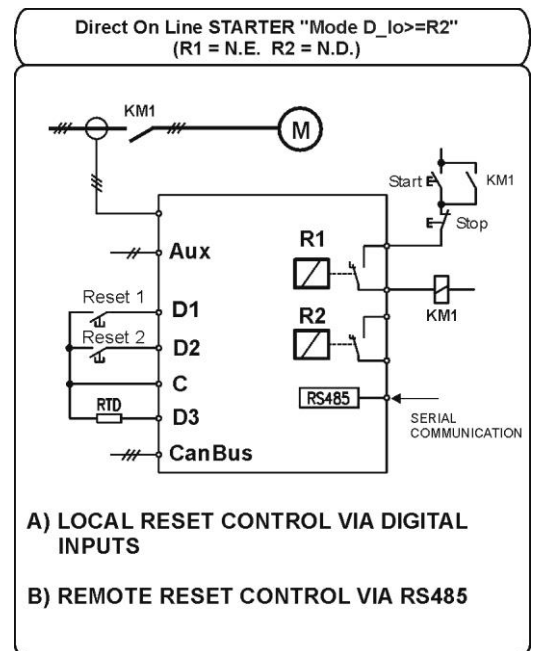 Direct On Line STARTER "Mode D_Io>=R2"
(R1 = N.E. R2 = N.D.)
KM1
M
Start
KM1
Stop
Aux
R1
Reset 1
D1
KM1
Reset 2
D2
R2
C
RTD
D3
RS485
SERIAL
COMMUNICATION
CanBus
A) LOCAL RESET CONTROL VIA DIGITAL
INPUTS
B) REMOTE RESET CONTROL VIA RS485